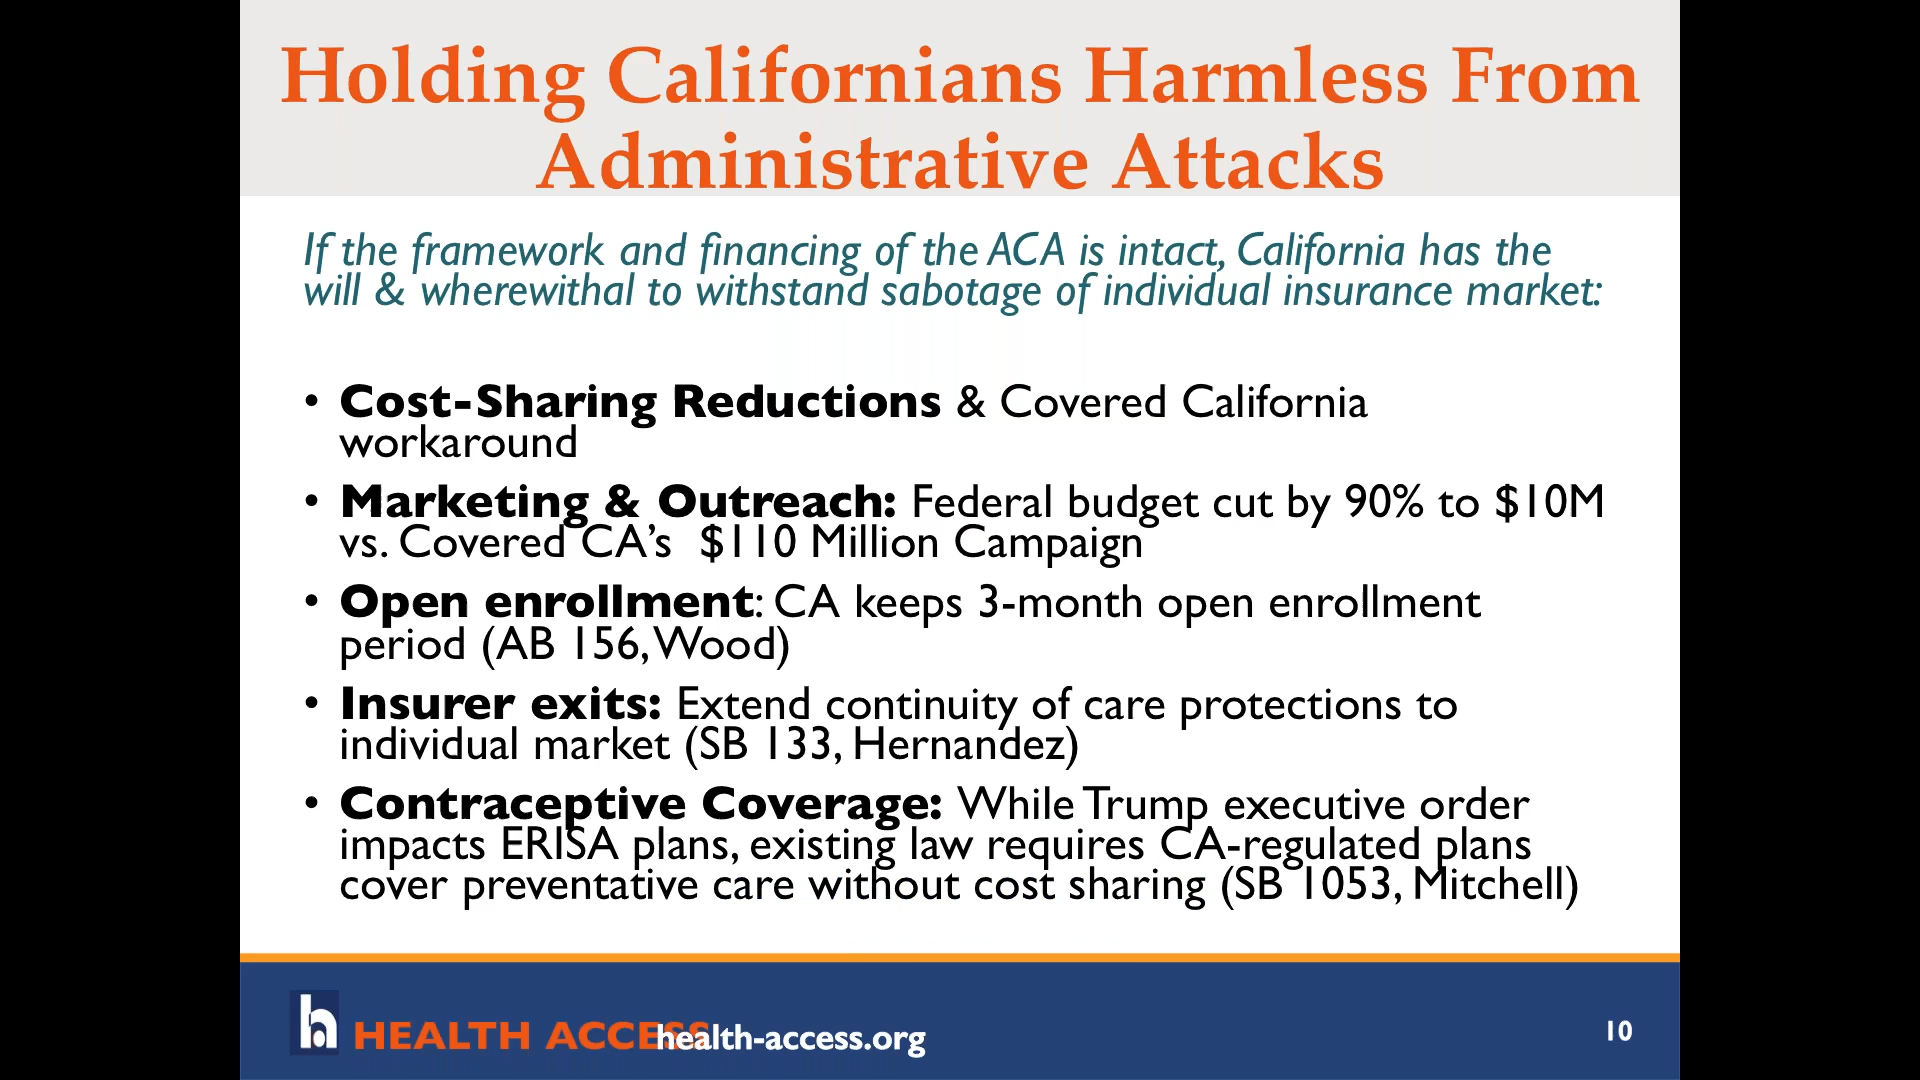 Holding Californians Harmless From
Administrative Attacks
If the framework and financing of the ACA is intact, California has the
will & wherewithal to withstand sabotage of individual insurance market:
• Cost-Sharing Reductions & Covered California
workaround
• Marketing & Outreach: Federal budget cut by 90% to $10M
vs. Covered CA’s $110 Million Campaign
• Open enrollment: CA keeps 3-month open enrollment
period (AB 156, Wood)
• Insurer exits: Extend continuity of care protections to
individual market (SB 133, Hernandez)
• Contraceptive Coverage: While Trump executive order
impacts ERISA plans, existing law requires CA-regulated plans
cover preventative care without cost sharing (SB 1053, Mitchell)
h HEALTH ACCESS
health-access.org
10